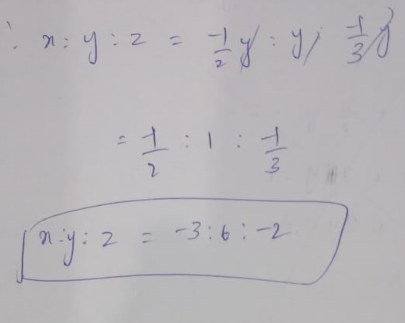 ∴ x : y : z = -1/2 y : y : -1/3 y
= -1/2 : 1 : -1/3
x : y : z = -3 : 6 : -2